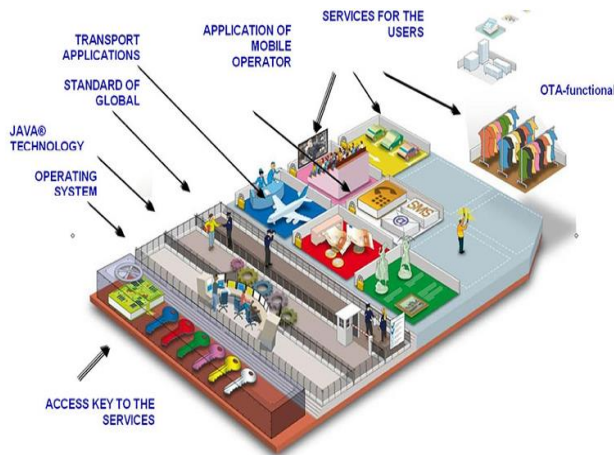 TRANSPORT
APPLICATIONS
APPLICATION OF
MOBILE
OPERATOR
SERVICES FOR THE
USERS
STANDARD OF
GLOBAL
OTA-functional
JAVA®
TECHNOLOGY
OPERATING
SYSTEM
SMS
@
ACCESS KEY TO THE
SERVICES